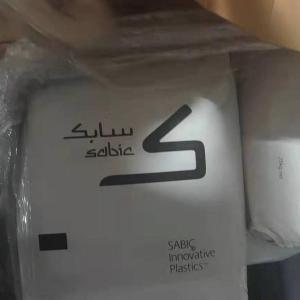 سابك
sabic
SABIC
Innovative
Plastics™